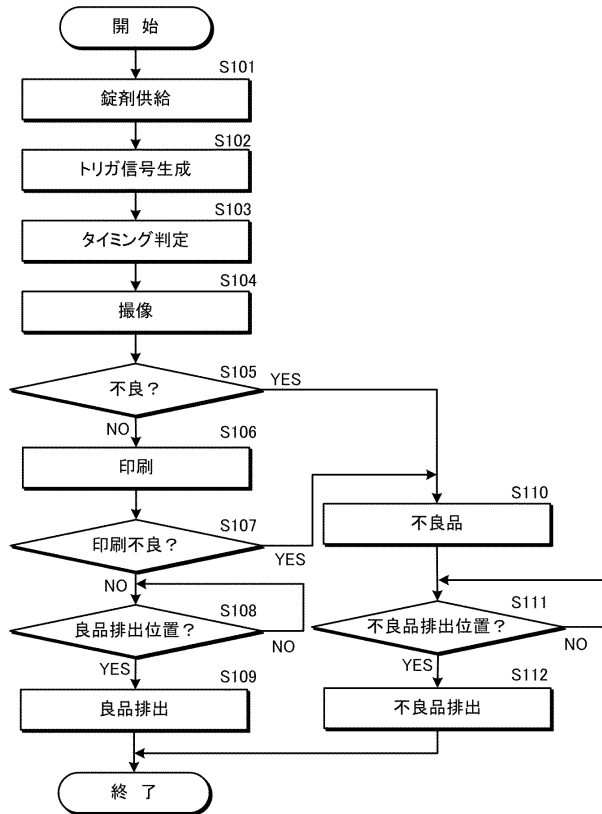 開 始
S101
錠剤供給
S102
トリガ信号生成
S103
タイミング判定
S104
撮像
S105
不良？
YES
NO
S106
印刷
S107
印刷不良？
YES
NO
S108
良品排出位置？
NO
YES
S109
良品排出
S110
不良品
S111
不良品排出位置？
NO
YES
S112
不良品排出
終 了